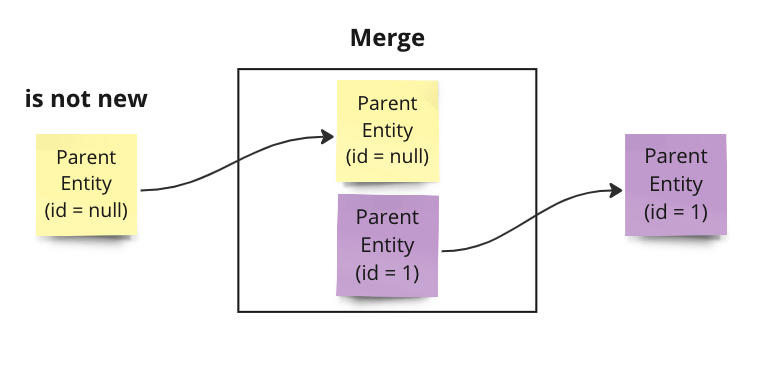 Merge
is not new
Parent
Entity
(id = null)
Parent
Entity
(id = null)
Parent
Entity
(id = 1)
Parent
Entity
(id = 1)